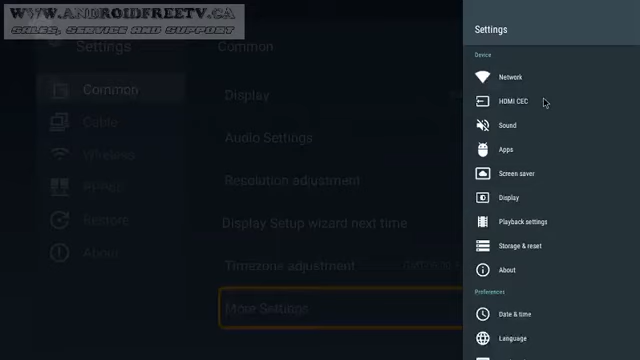 WWW.ANDROIDFREETV.CA
SALES, SERVICE AND SUPPORT
Settings
Common
Cable
Wireless
PPPoE
Restore
About
Common
Display
Audio Settings
Resolution adjustment
Display Setup wizard next time
Timezone adjustment
More Settings
Settings
Device
Network
HDMI CEC
Sound
Apps
Screen saver
Display
Playback settings
Storage & reset
About
Preferences
Date & time
Language